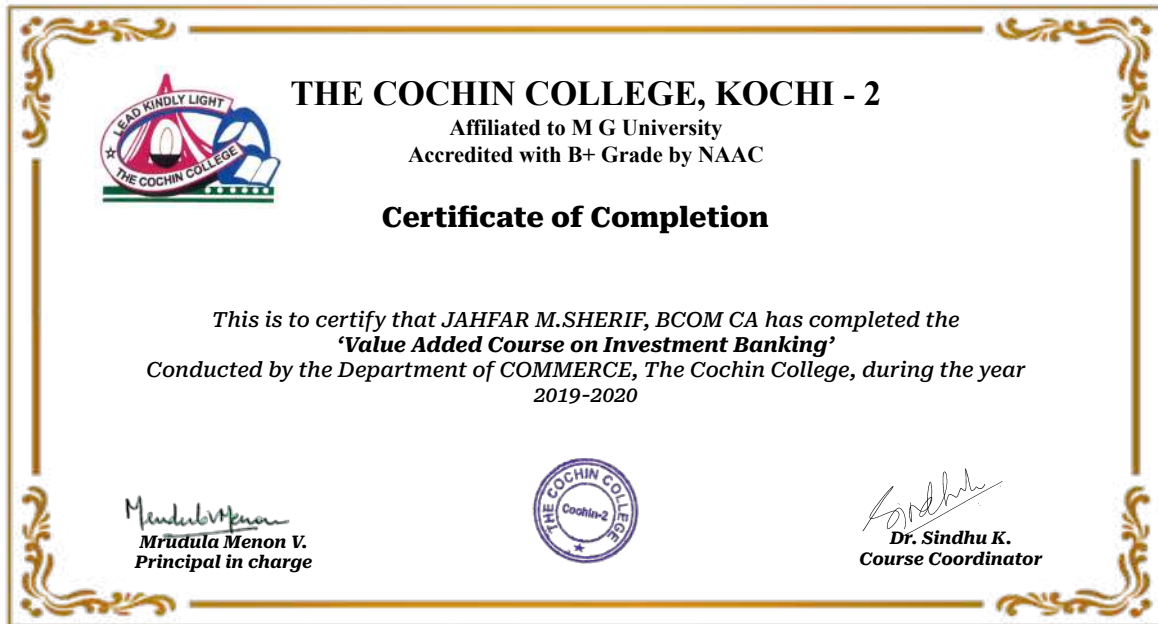 LEAD KINDLY LIGHT
THE COCHIN COLLEGE
THE COCHIN COLLEGE, KOCHI - 2
Affiliated to M G University
Accredited with B+ Grade by NAAC
Certificate of Completion
This is to certify that JAHFAR M.SHERIF, BCOM CA has completed the
‘Value Added Course on Investment Banking’
Conducted by the Department of COMMERCE, The Cochin College, during the year
2019-2020
THE COCHIN COLLEGE
Cochin-2
Sindhu
Mrudula Menon V.
Principal in charge
Dr. Sindhu K.
Course Coordinator